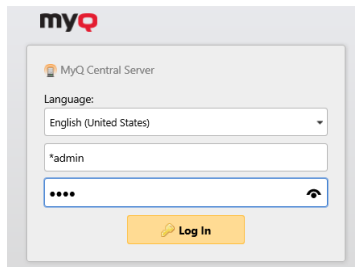 myQ
MyQ Central Server
Language:
English (United States)
*admin
••••
Log In